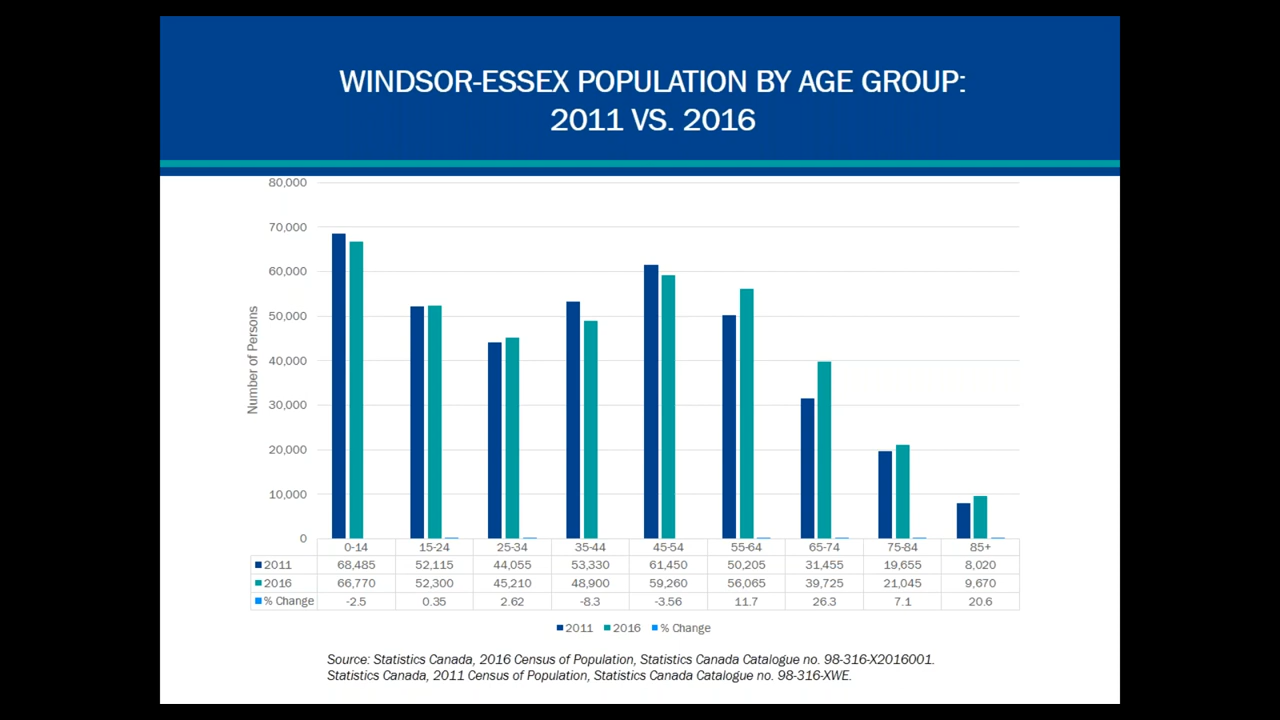 WINDSOR-ESSEX POPULATION BY AGE GROUP:
2011 VS. 2016
80,000
70,000
60,000
50,000
40,000
30,000
20,000
10,000
0
Number of Persons
0-14 15-24 25-34 35-44 45-54 55-64 65-74 75-84 85+
2011 68,485 52,115 44,055 53,330 61,450 50,205 31,455 19,655 8,020
2016 66,770 52,300 45,210 48,900 59,260 56,065 39,725 21,045 9,670
% Change -2.5 0.35 2.62 -8.3 -3.56 11.7 26.3 7.1 20.6
2011 2016 % Change
Source: Statistics Canada, 2016 Census of Population, Statistics Canada Catalogue no. 98-316-X2016001.
Statistics Canada, 2011 Census of Population, Statistics Canada Catalogue no. 98-316-XWE.